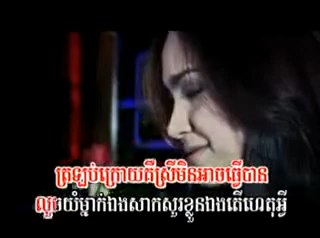 ត្រឡប់ក្រោយគឺស្រីមិនអាចធ្វើបាន
លួចយំម្នាក់ឯងសាកសួរខ្លួនឯងតើហេតុអ្វី